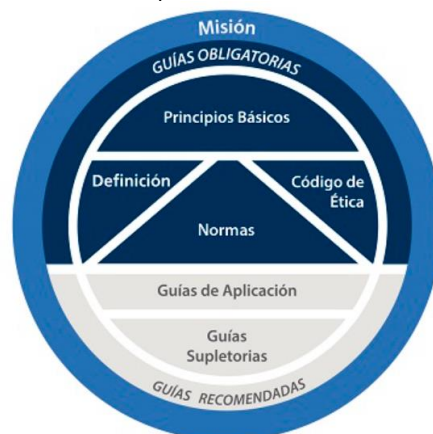 Misión
GUÍAS OBLIGATORIAS
Principios Básicos
Definición
Código de
Ética
Normas
Guías de Aplicación
Guías
Supletorias
GUÍAS RECOMENDADAS